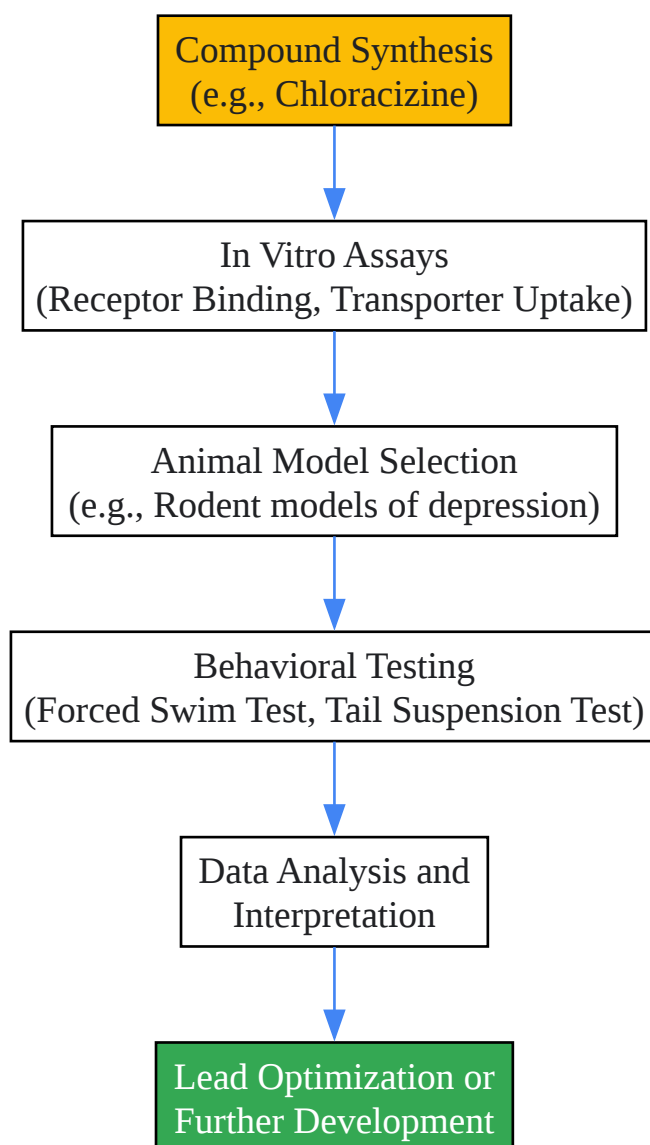 Compound Synthesis
(e.g., Chloracizine)
In Vitro Assays
(Receptor Binding, Transporter Uptake)
Animal Model Selection
(e.g., Rodent models of depression)
Behavioral Testing
(Forced Swim Test, Tail Suspension Test)
Data Analysis and
Interpretation
Lead Optimization or
Further Development